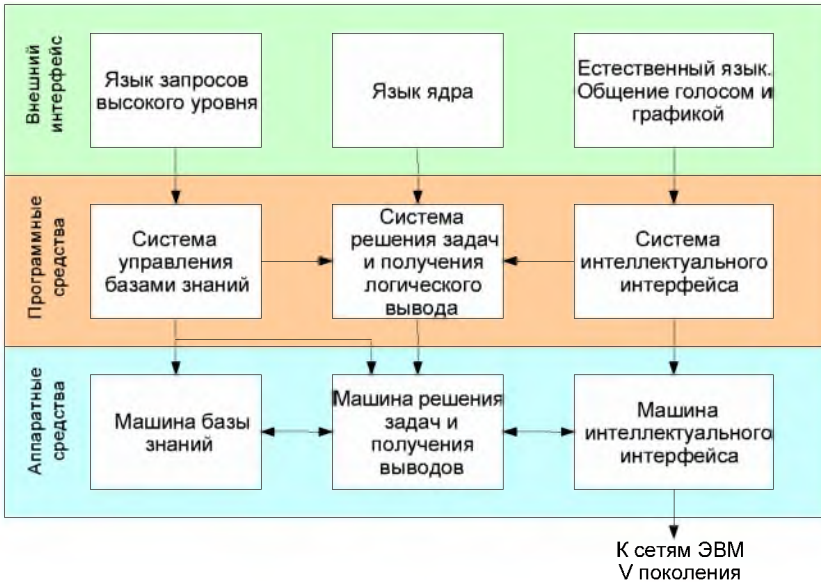 Внешний
интерфейс
Язык запросов
высокого уровня
Язык ядра
Естественный язык.
Общение голосом и
графикой
Программные
средства
Система
управления
базами знаний
Система
решения задач
и получения
логического
вывода
Система
интеллектуального
интерфейса
Аппаратные
средства
Машина базы
знаний
Машина решения
задач и
получения
выводов
Машина
интеллектуального
интерфейса
К сетям ЭВМ
V поколения